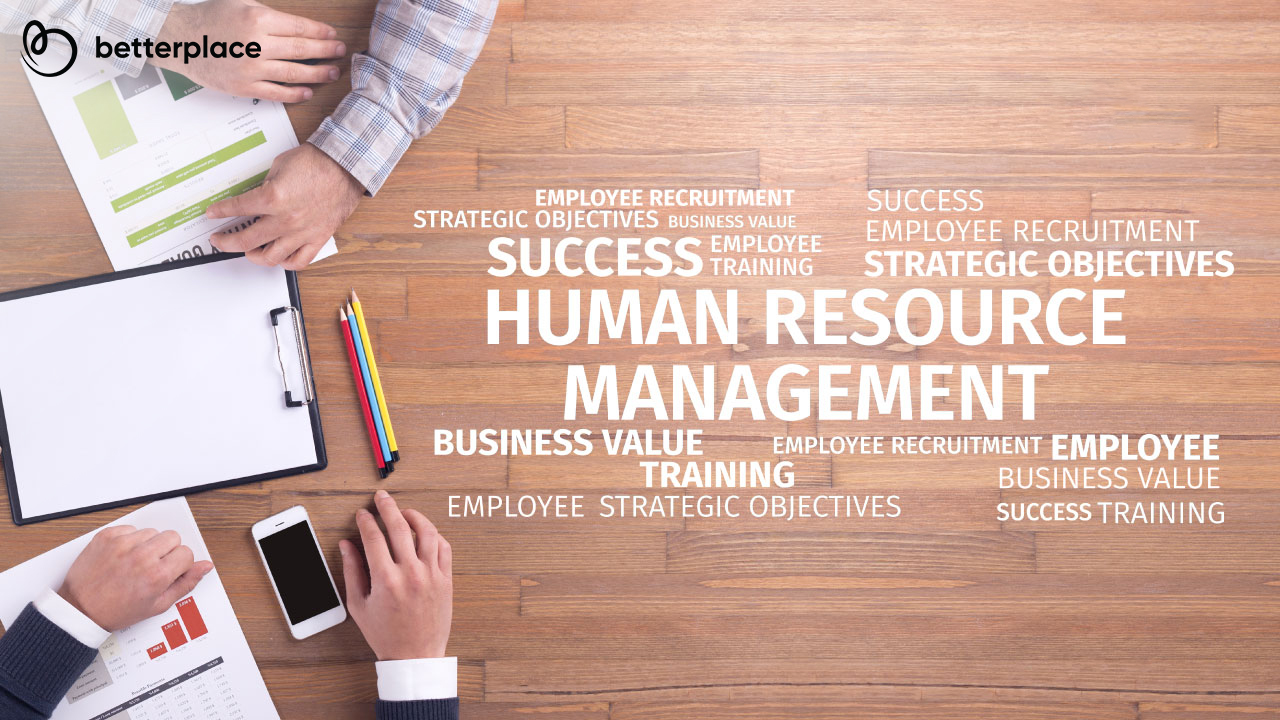 betterplace
EMPLOYEE RECRUITMENT
STRATEGIC OBJECTIVES BUSINESS VALUE
SUCCESS EMPLOYEE
TRAINING
SUCCESS
EMPLOYEE RECRUITMENT
STRATEGIC OBJECTIVES
HUMAN RESOURCE
MANAGEMENT
BUSINESS VALUE
TRAINING
EMPLOYEE STRATEGIC OBJECTIVES
EMPLOYEE RECRUITMENT EMPLOYEE
BUSINESS VALUE
SUCCESS TRAINING